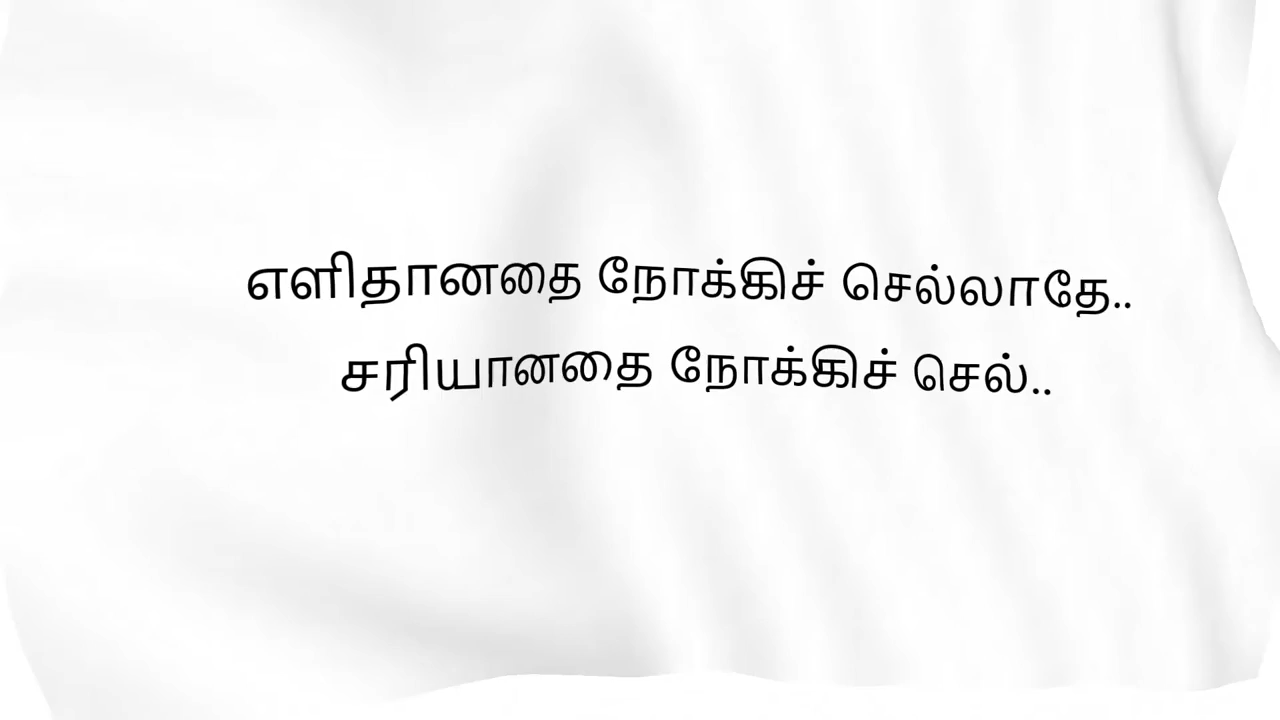 எளிதானதை நோக்கிச் செல்லாதே..
சரியானதை நோக்கிச் செல்..